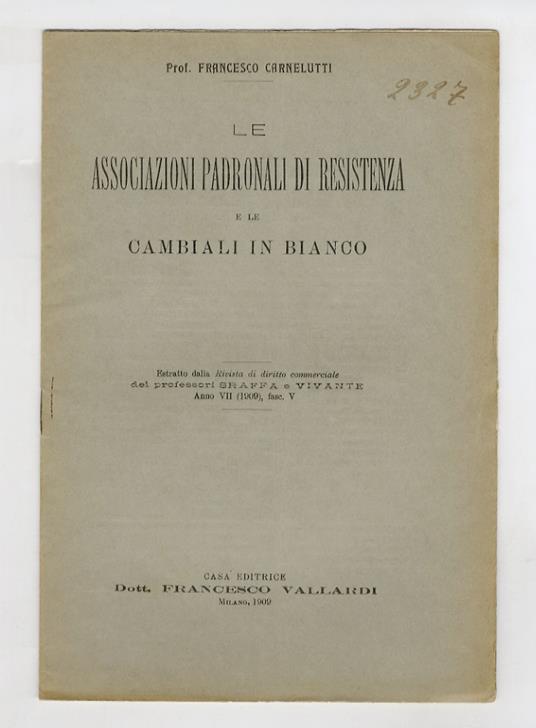 Prof. FRANCESCO CARNELUTTI
2327
LE
ASSOCIAZIONI PADRONALI DI RESISTENZA
E LE
CAMBIALI IN BIANCO
Estratto dalla Rivista di diritto commerciale
dei professori SRAFFA e VIVANTE
Anno VII (1909), fasc. V
CASA EDITRICE
Dott. FRANCESCO VALLARDI
MILANO, 1909